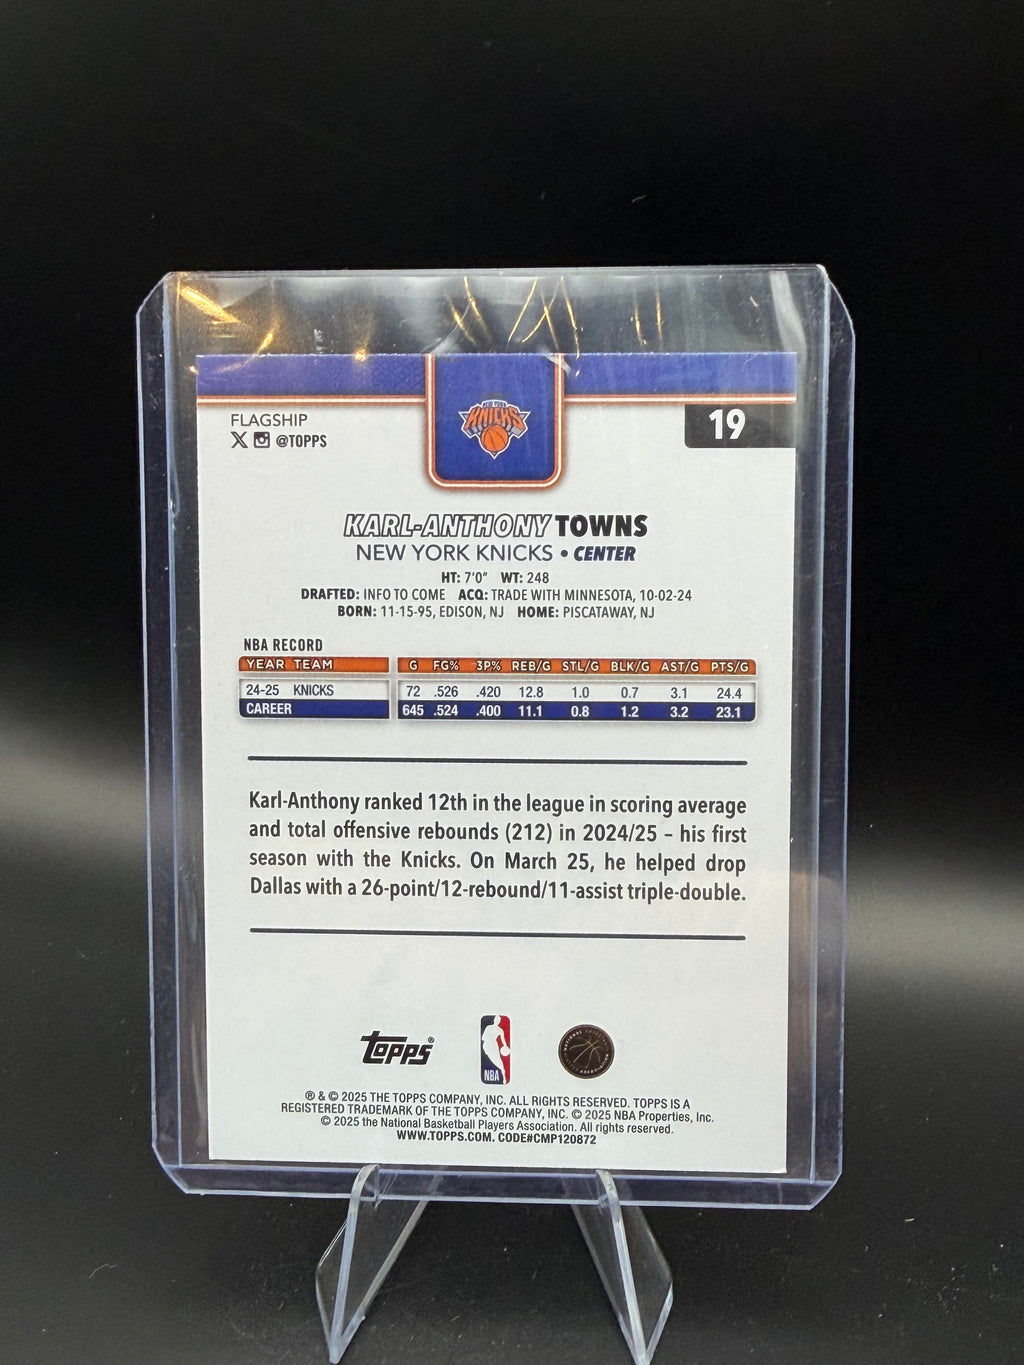 FLAGSHIP
@TOPPS
NEW YORK
KNICKS
19
KARL-ANTHONY TOWNS
NEW YORK KNICKS • CENTER
HT: 7'0" WT: 248
DRAFTED: INFO TO COME ACQ: TRADE WITH MINNESOTA, 10-02-24
BORN: 11-15-95, EDISON, NJ HOME: PISCATAWAY, NJ
NBA RECORD
YEAR TEAM G FG% 3P% REB/G STL/G BLK/G AST/G PTS/G
24-25 KNICKS 72 .526 .420 12.8 1.0 0.7 3.1 24.4
CAREER 645 .524 .400 11.1 0.8 1.2 3.2 23.1
Karl-Anthony ranked 12th in the league in scoring average
and total offensive rebounds (212) in 2024/25 – his first
season with the Knicks. On March 25, he helped drop
Dallas with a 26-point/12-rebound/11-assist triple-double.
Topps®
NBA
® & © 2025 THE TOPPS COMPANY, INC. ALL RIGHTS RESERVED. TOPPS IS A
REGISTERED TRADEMARK OF THE TOPPS COMPANY, INC. © 2025 NBA Properties, Inc.
© 2025 the National Basketball Players Association. All rights reserved.
WWW.TOPPS.COM. CODE#CMP120872